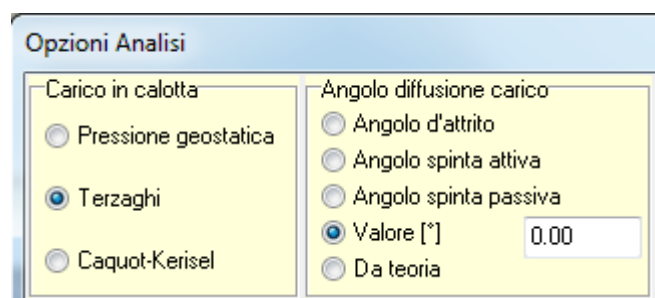 Opzioni Analisi
Carico in calotta
Pressione geostatica
Terzaghi
Caquot-Kerisel
Angolo diffusione carico
Angolo d'attrito
Angolo spinta attiva
Angolo spinta passiva
Valore [°] 0.00
Da teoria